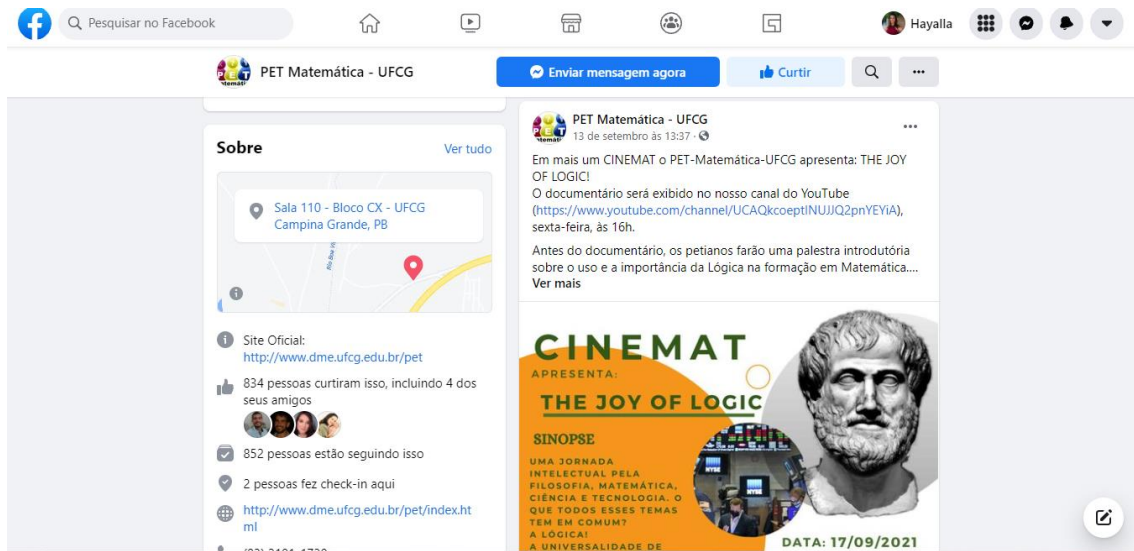 Pesquisar no Facebook
Hayalla
PET Matemática - UFCG
Enviar mensagem agora
Curtir
Sobre
Ver tudo
Sala 110 - Bloco CX - UFCG
Campina Grande, PB
Site Oficial:
http://www.dme.ufcg.edu.br/pet
834 pessoas curtiram isso, incluindo 4 dos
seus amigos
852 pessoas estão seguindo isso
2 pessoas fez check-in aqui
http://www.dme.ufcg.edu.br/pet/index.ht
ml
PET Matemática - UFCG
13 de setembro às 13:37 ·
Em mais um CINEMAT o PET-Matemática-UFCG apresenta: THE JOY
OF LOGIC!
O documentário será exibido no nosso canal do YouTube
(https://www.youtube.com/channel/UCAQkcoeptlNUJJQ2pnYEYiA),
sexta-feira, às 16h.
Antes do documentário, os petianos farão uma palestra introdutória
sobre o uso e a importância da Lógica na formação em Matemática....
Ver mais
CINEMAT
APRESENTA:
THE JOY OF LOGIC
SINOPSE
UMA JORNADA
INTELECTUAL PELA
FILOSOFIA, MATEMÁTICA,
CIÊNCIA E TECNOLOGIA. O
QUE TODOS ESSES TEMAS
TEM EM COMUM?
A LÓGICA!
A UNIVERSALIDADE DE
DATA: 17/09/2021